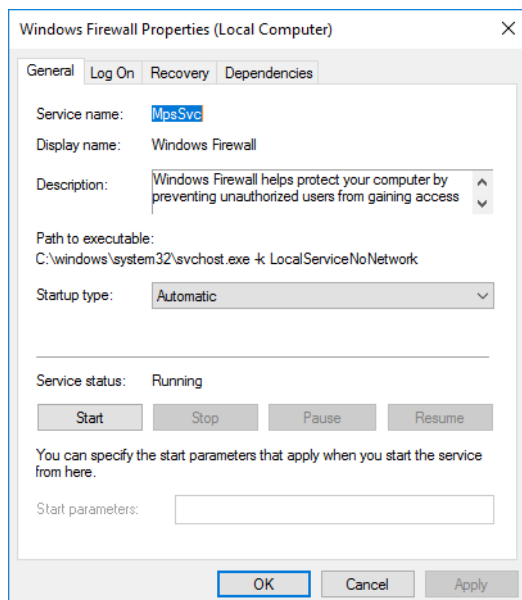 Windows Firewall Properties (Local Computer)
General Log On Recovery Dependencies
Service name: MpsSvc
Display name: Windows Firewall
Description: Windows Firewall helps protect your computer by
preventing unauthorized users from gaining access
Path to executable:
C:\windows\system32\svchost.exe -k LocalServiceNoNetwork
Startup type: Automatic
Service status: Running
Start Stop Pause Resume
You can specify the start parameters that apply when you start the service
from here.
Start parameters:
OK Cancel Apply